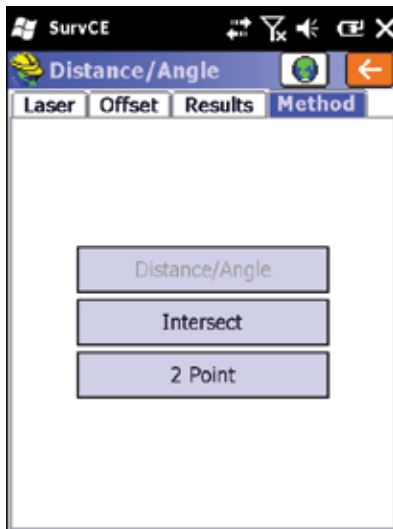 SurvCE
Distance/Angle
Laser Offset Results Method
Distance/Angle
Intersect
2 Point